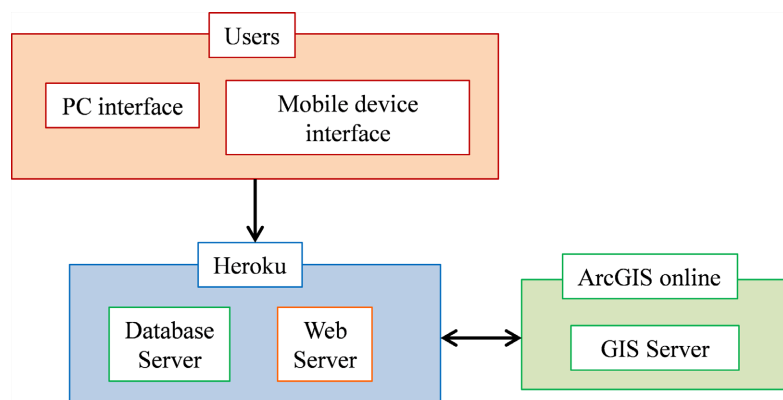 Users
PC interface
Mobile device
interface
Heroku
Database
Server
Web
Server
ArcGIS online
GIS Server